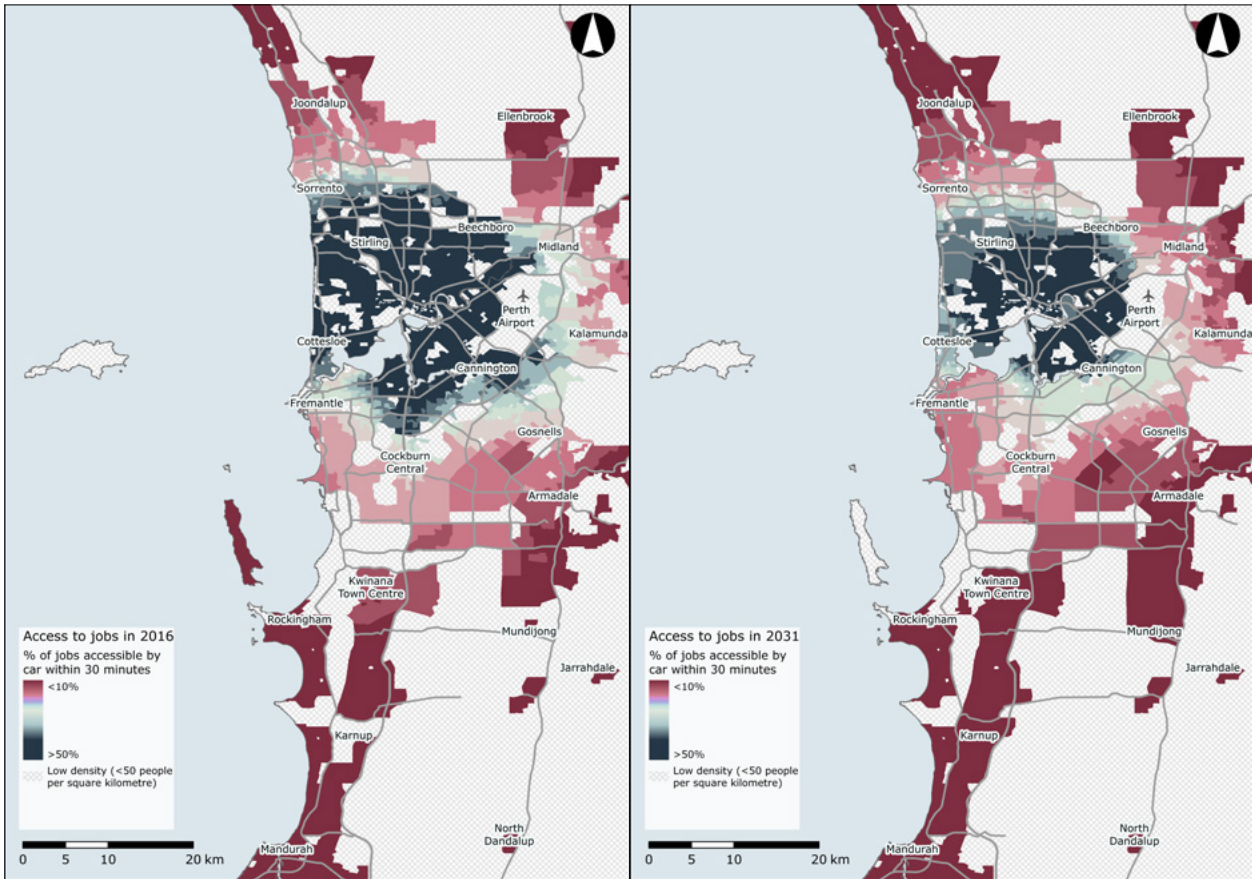 Joondalup
Ellenbrook
Sorrento
Beechboro
Stirling
Midland
Perth
Airport
Kalamunda
Cottesloe
Cannington
Fremantle
Gosnells
Cockburn
Central
Armadale
Kwinana
Town Centre
Rockingham
Mundijong
Jarrahdale
Karnup
North
Dandalup
Mandurah
Access to jobs in 2016
% of jobs accessible by
car within 30 minutes
<10%
>50%
Low density (<50 people
per square kilometre)
0 5 10 20 km
Joondalup
Ellenbrook
Sorrento
Beechboro
Stirling
Midland
Perth
Airport
Kalamunda
Cottesloe
Cannington
Fremantle
Gosnells
Cockburn
Central
Armadale
Kwinana
Town Centre
Rockingham
Mundijong
Jarrahdale
Karnup
North
Dandalup
Mandurah
Access to jobs in 2031
% of jobs accessible by
car within 30 minutes
<10%
>50%
Low density (<50 people
per square kilometre)
0 5 10 20 km